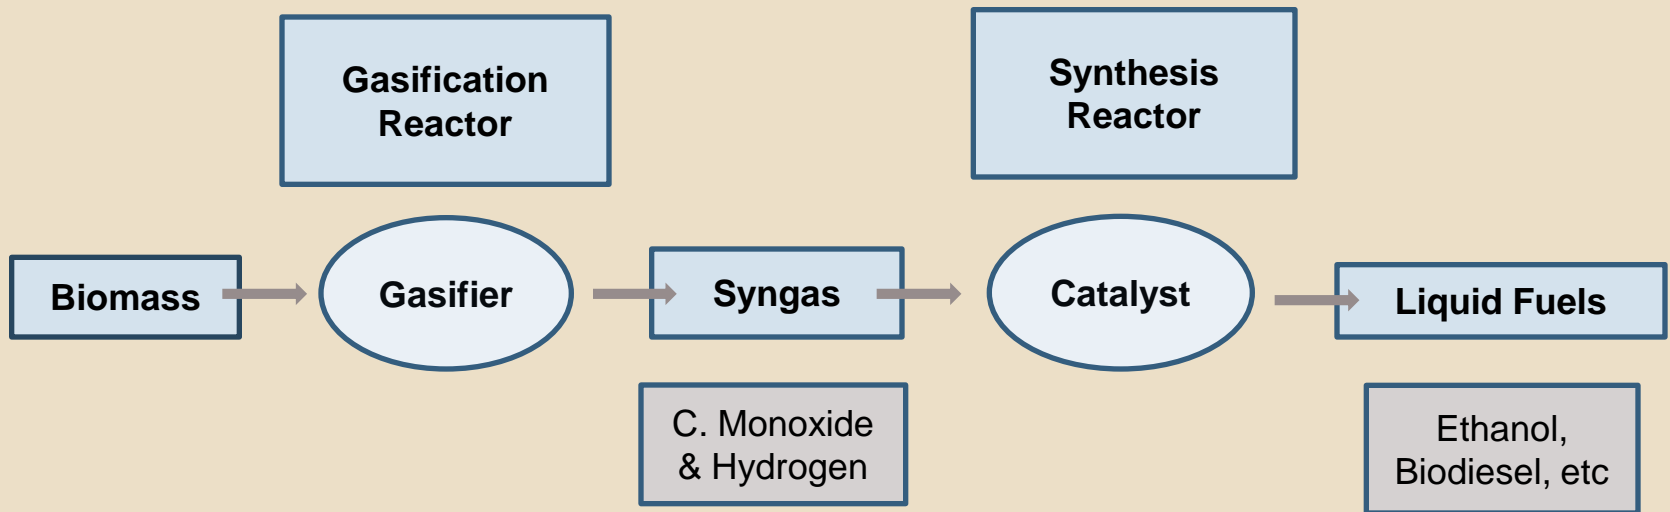 Gasification
Reactor
Synthesis
Reactor
Biomass
Gasifier
Syngas
Catalyst
Liquid Fuels
C. Monoxide
& Hydrogen
Ethanol,
Biodiesel, etc